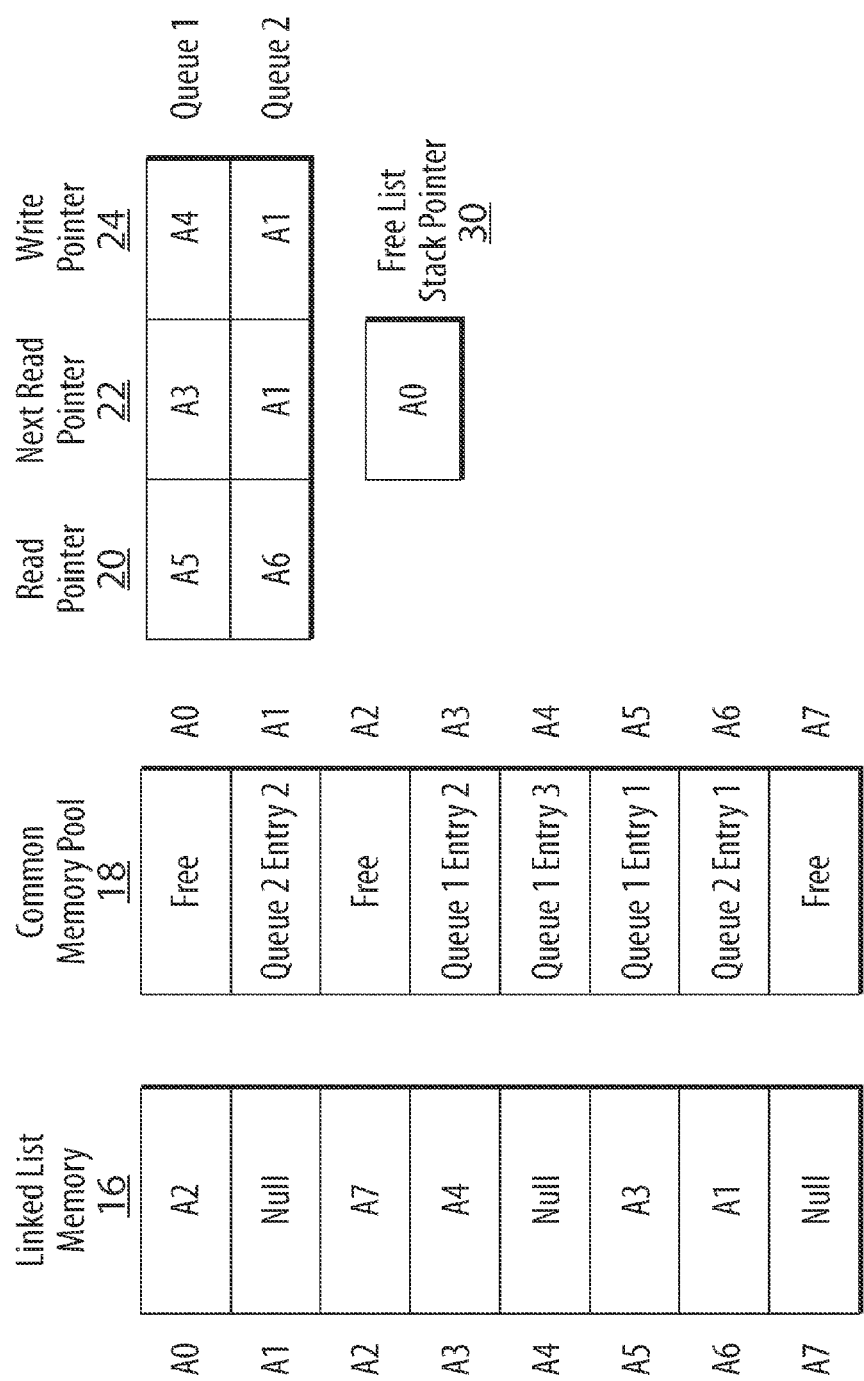 Linked List
Memory
16
A0
A1
A2
A3
A4
A5
A6
A7
A2
Null
A7
A4
Null
A3
A1
Null
Common
Memory Pool
18
Free
Queue 2 Entry 2
Free
Queue 1 Entry 2
Queue 1 Entry 3
Queue 1 Entry 1
Queue 2 Entry 1
Free
A0
A1
A2
A3
A4
A5
A6
A7
Read
Pointer
20
Next Read
Pointer
22
Write
Pointer
24
A5
A3
A4
Queue 1
A6
A1
A1
Queue 2
A0
Free List
Stack Pointer
30